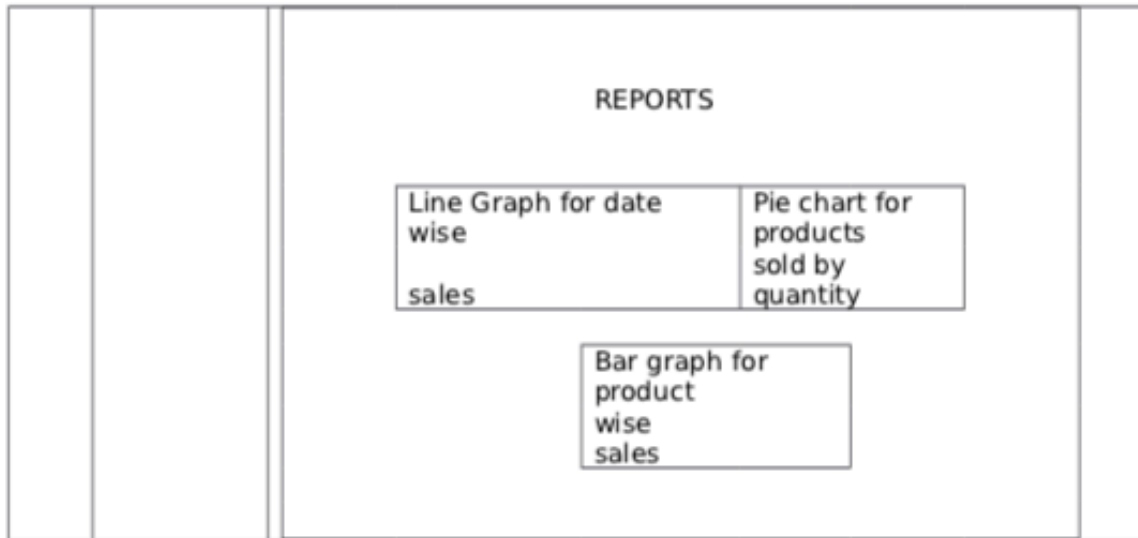 REPORTS
Line Graph for date
wise
sales
Pie chart for
products
sold by
quantity
Bar graph for
product
wise
sales